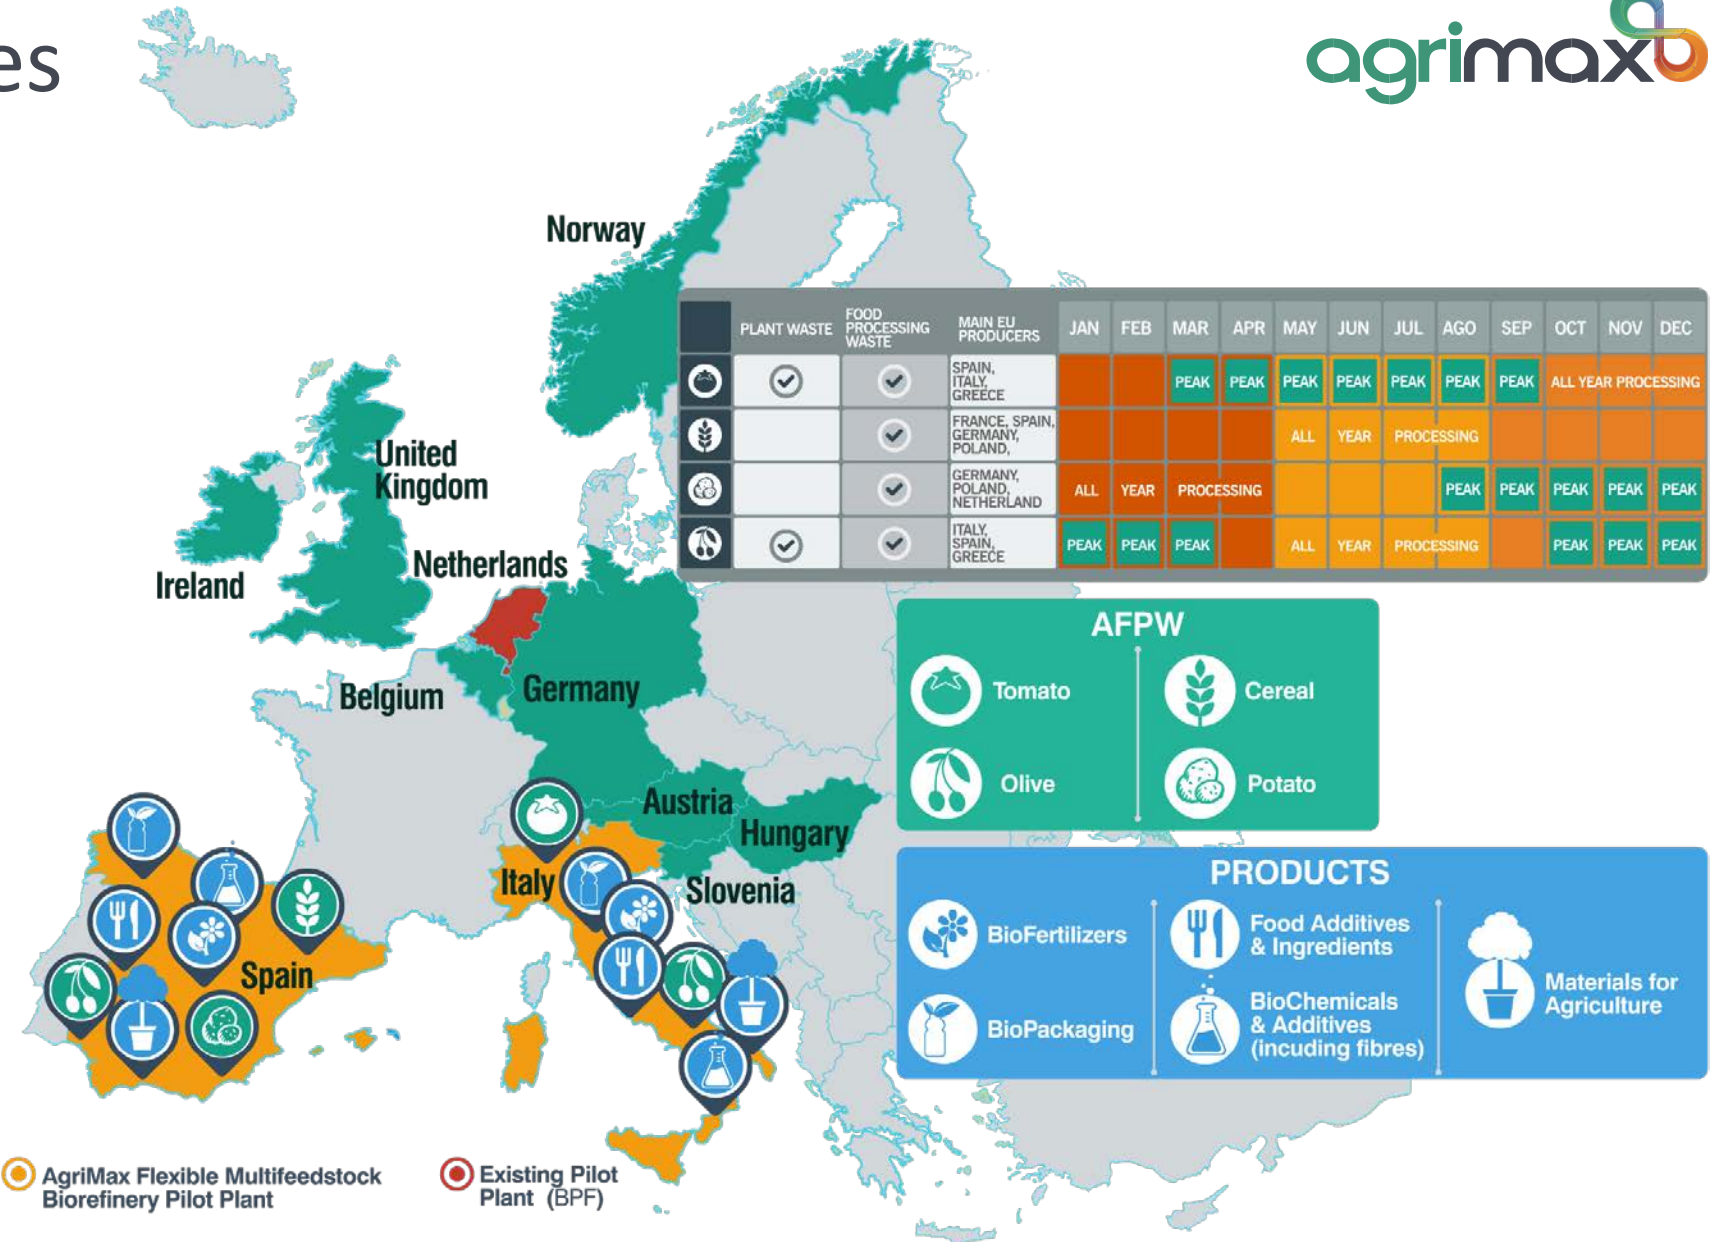 es
agrimax
Norway
United
Kingdom
Ireland
Netherlands
Belgium
Germany
Austria
Hungary
Italy
Slovenia
Spain
PLANT WASTE
FOOD
PROCESSING
WASTE
MAIN EU
PRODUCERS
JAN FEB MAR APR MAY JUN JUL AGO SEP OCT NOV DEC
SPAIN,
ITALY,
GREECE
PEAK PEAK PEAK PEAK PEAK PEAK PEAK ALL YEAR PROCESSING
FRANCE, SPAIN,
GERMANY,
POLAND,
ALL YEAR PROCESSING
GERMANY,
POLAND,
NETHERLAND
ALL YEAR PROCESSING PEAK PEAK PEAK PEAK PEAK
ITALY,
SPAIN,
GREECE
PEAK PEAK PEAK ALL YEAR PROCESSING PEAK PEAK PEAK
AFPW
Tomato
Cereal
Olive
Potato
PRODUCTS
BioFertilizers
Food Additives
& Ingredients
BioPackaging
BioChemicals
& Additives
(incuding fibres)
Materials for
Agriculture
AgriMax Flexible Multifeedstock
Biorefinery Pilot Plant
Existing Pilot
Plant (BPF)